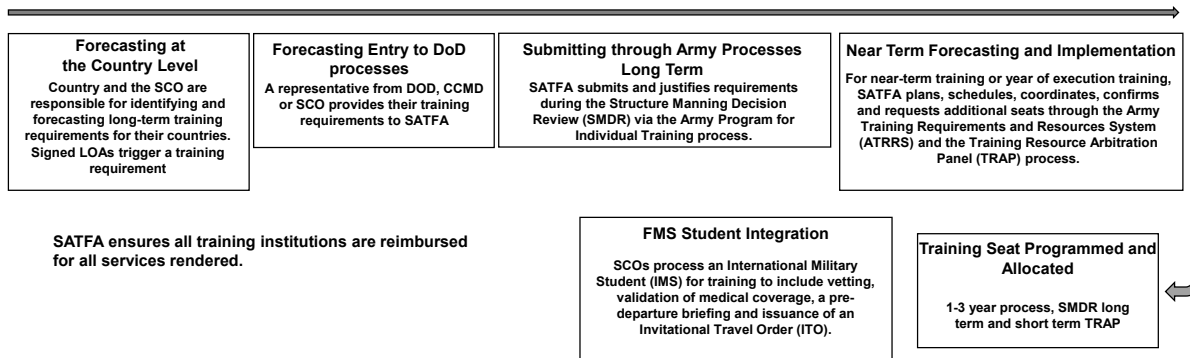 Forecasting at
the Country Level
Country and the SCO are
responsible for identifying and
forecasting long-term training
requirements for their countries.
Signed LOAs trigger a training
requirement
Forecasting Entry to DoD
processes
A representative from DOD, CCMD
or SCO provides their training
requirements to SATFA
Submitting through Army Processes
Long Term
SATFA submits and justifies requirements
during the Structure Manning Decision
Review (SMDR) via the Army Program for
Individual Training process.
Near Term Forecasting and Implementation
For near-term training or year of execution training,
SATFA plans, schedules, coordinates, confirms
and requests additional seats through the Army
Training Requirements and Resources System
(ATRRS) and the Training Resource Arbitration
Panel (TRAP) process.
Training Seat Programmed and
Allocated
1-3 year process, SMDR long
term and short term TRAP
FMS Student Integration
SCOs process an International Military
Student (IMS) for training to include vetting,
validation of medical coverage, a pre-
departure briefing and issuance of an
Invitational Travel Order (ITO).
SATFA ensures all training institutions are reimbursed
for all services rendered.